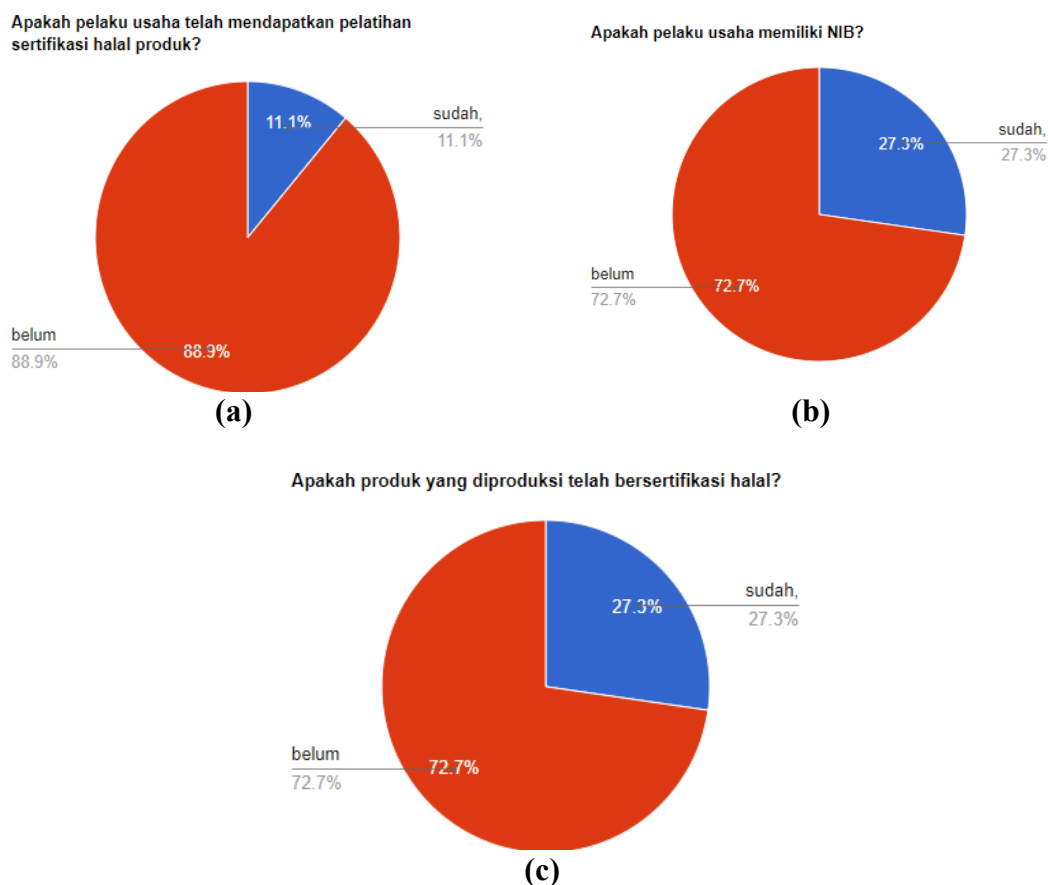 Apakah pelaku usaha telah mendapatkan pelatihan
sertifikasi halal produk?
11.1%
sudah,
11.1%
88.9%
belum
88.9%
(a)
Apakah pelaku usaha memiliki NIB?
27.3%
sudah,
27.3%
72.7%
belum
72.7%
(b)
Apakah produk yang diproduksi telah bersertifikasi halal?
27.3%
sudah,
27.3%
72.7%
belum
72.7%
(c)